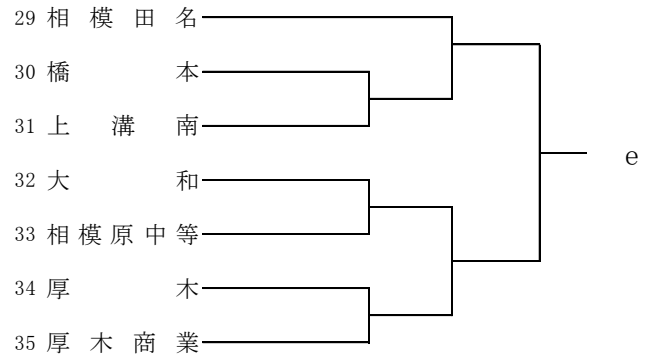 29 相模田名
30 橋本
31 上溝南
32 大和
33 相模原中等
34 厚木
35 厚木商業
e